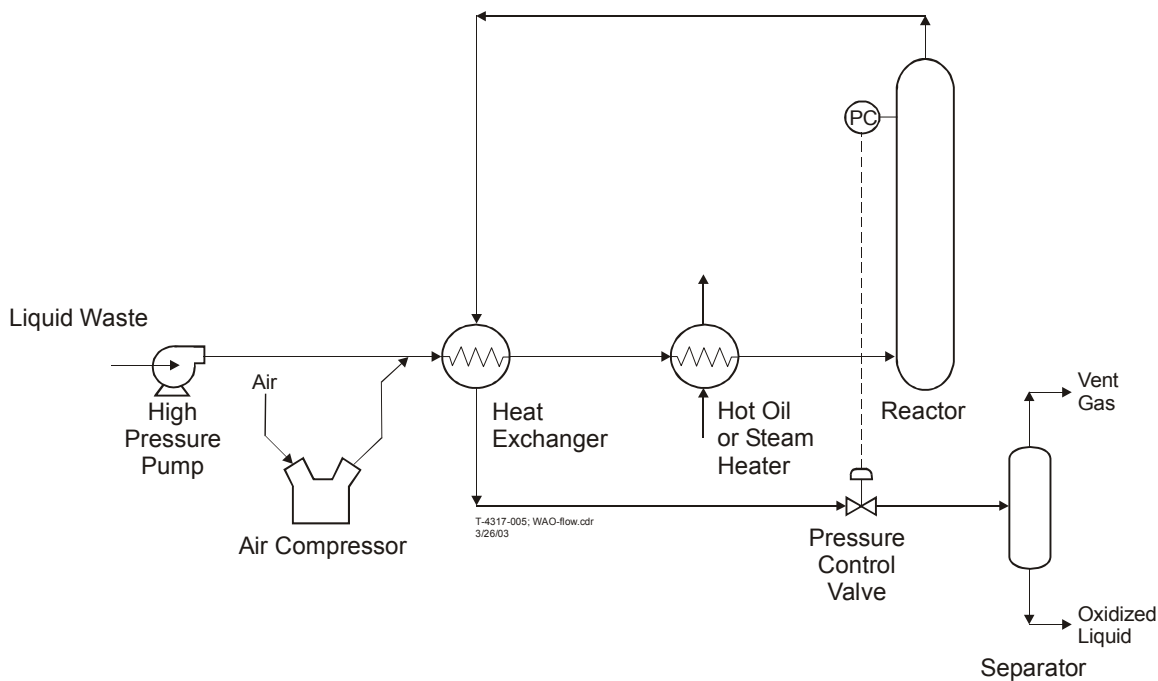 PC
Liquid Waste
Air
High
Pressure
Pump
Air Compressor
Heat
Exchanger
Hot Oil
or Steam
Heater
Reactor
Vent
Gas
T-4317-005; WAO-flow.cdr
3/26/03
Pressure
Control
Valve
Oxidized
Liquid
Separator